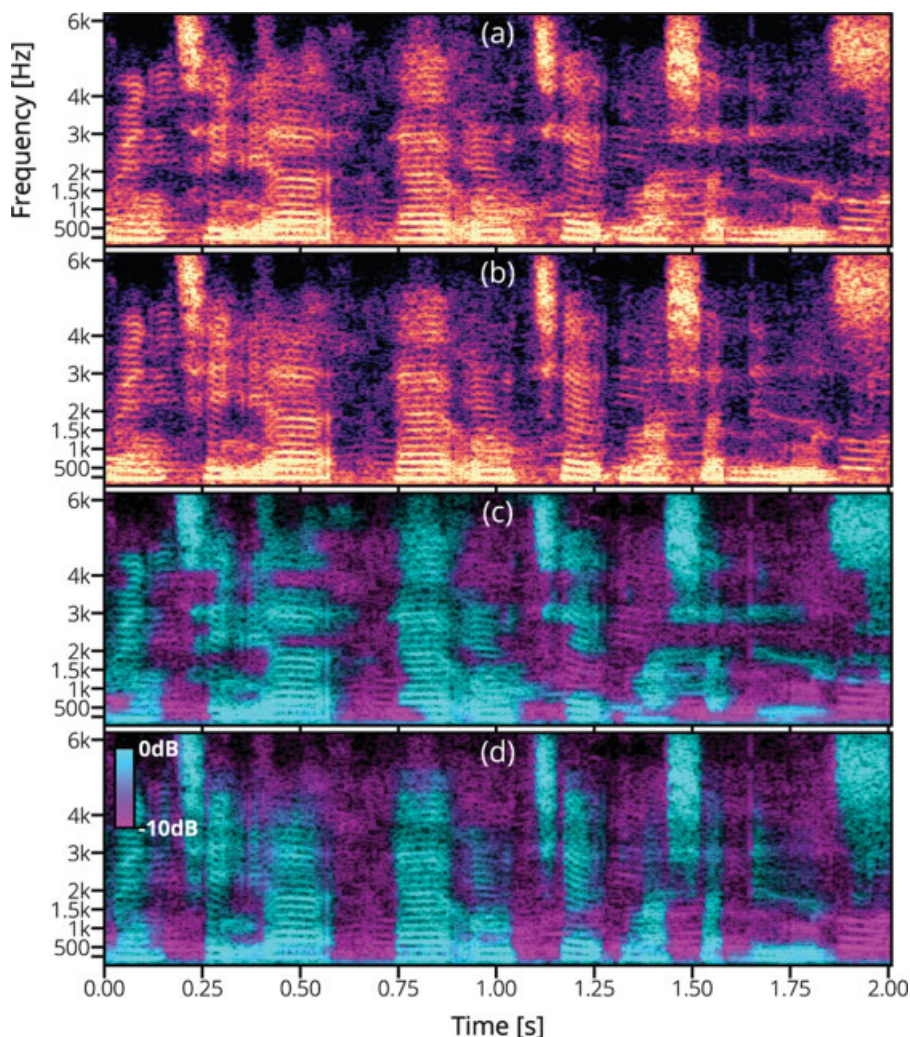 Frequency [Hz]
(a)
6k
4k
3k
2k
1.5k
1k
500
(b)
6k
4k
3k
2k
1.5k
1k
500
(c)
6k
4k
3k
2k
1.5k
1k
500
(d)
6k
4k
3k
2k
1.5k
1k
500
0dB
-10dB
0.00 0.25 0.50 0.75 1.00 1.25 1.50 1.75 2.00
Time [s]